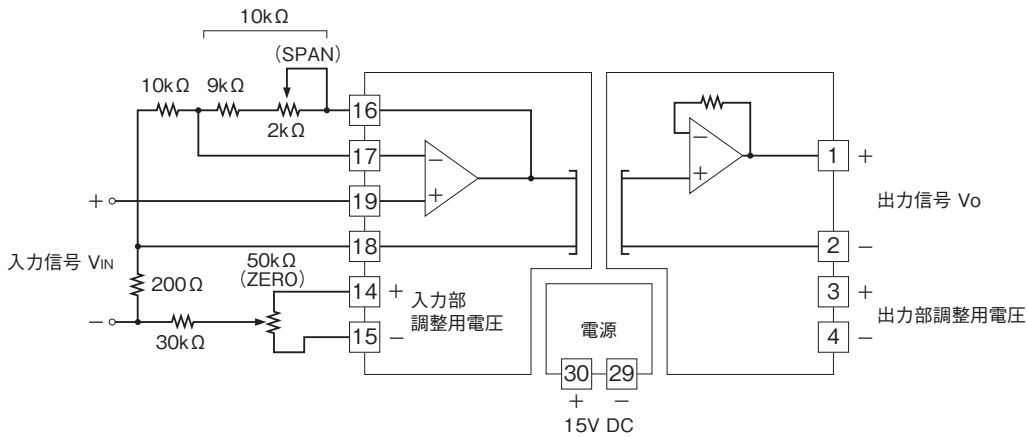 10kΩ
(SPAN)
10kΩ
9kΩ
2kΩ
16
17
19
18
14
15
−
+
+
入力信号 VIN
−
200Ω
50kΩ
(ZERO)
30kΩ
+
−
入力部
調整用電圧
−
+
1
+
出力信号 Vo
2
−
3
+
出力部調整用電圧
4
−
電源
30
29
+
−
15V DC